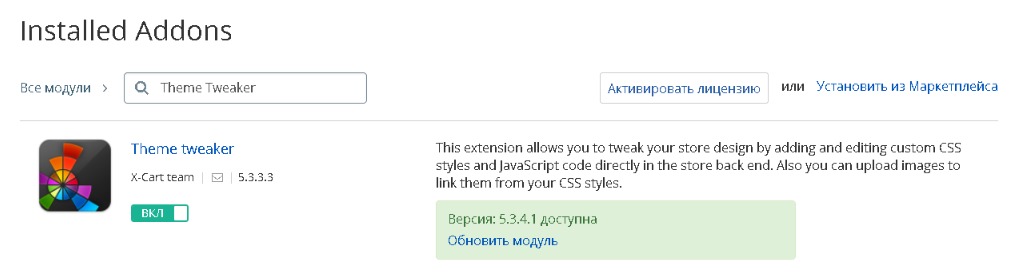 Installed Addons
Все модули > Theme Tweaker Активировать лицензию или Установить из Маркетплейса
Theme tweaker
X-Cart team | 5.3.3.3
ВКЛ
This extension allows you to tweak your store design by adding and editing custom CSS
styles and JavaScript code directly in the store back end. Also you can upload images to
link them from your CSS styles.
Версия: 5.3.4.1 доступна
Обновить модуль